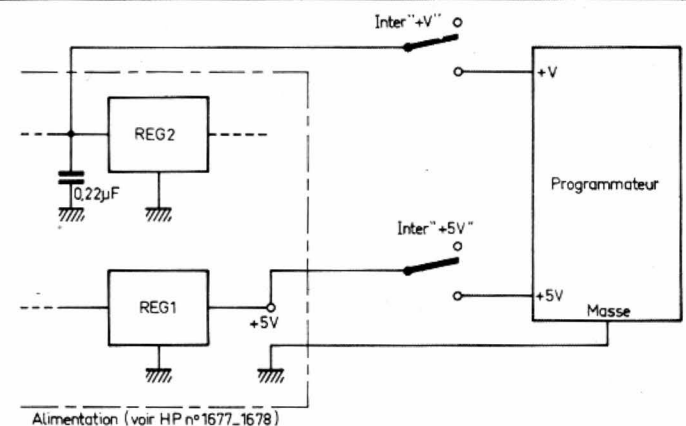 Inter"+V"
+V
REG2
0,22µF
Programmateur
Inter"+5V"
REG1
+5V
+5V
Masse
Alimentation (voir HP n°1677_1678)